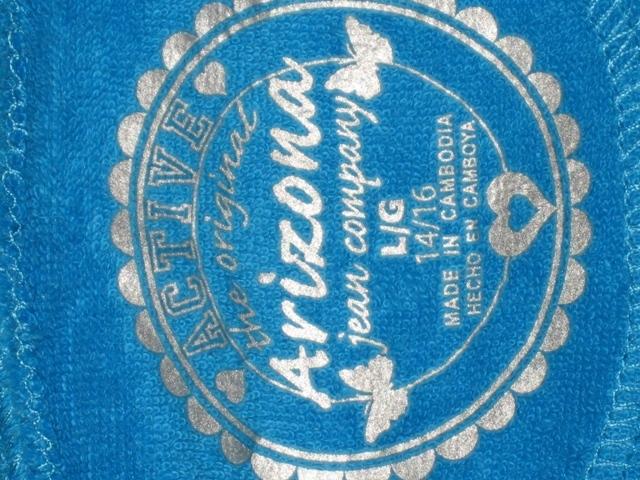 ACTIVE
the original
Arizona
jean company
L/G
14/16
MADE IN CAMBODIA
HECHO EN CAMBOYA